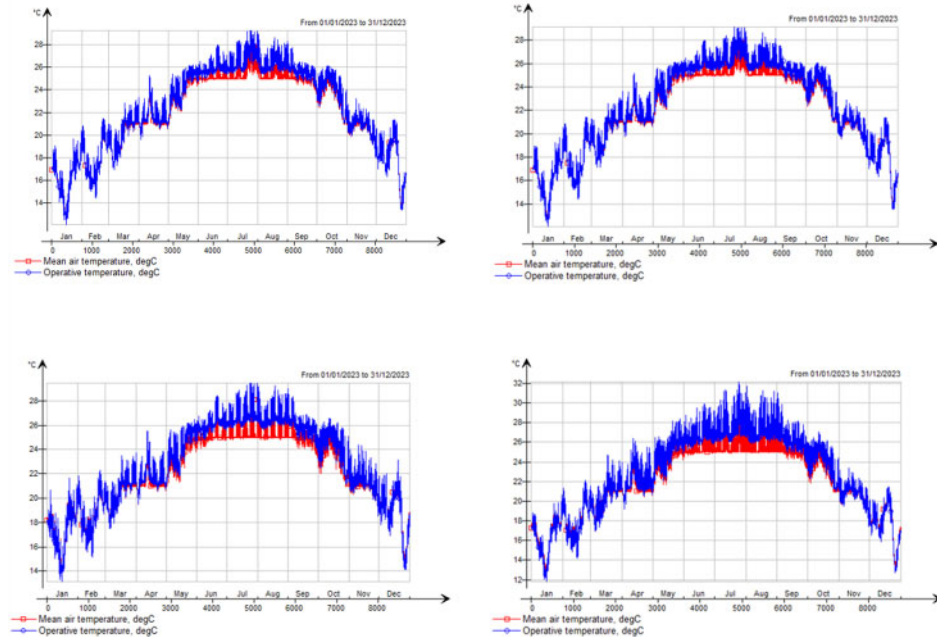 °C
From 01/01/2023 to 31/12/2023
28
26
24
22
20
18
16
14
Jan Feb Mar Apr May Jun Jul Aug Sep Oct Nov Dec
0 1000 2000 3000 4000 5000 6000 7000 8000
Mean air temperature, degC
Operative temperature, degC
°C
From 01/01/2023 to 31/12/2023
28
26
24
22
20
18
16
14
Jan Feb Mar Apr May Jun Jul Aug Sep Oct Nov Dec
0 1000 2000 3000 4000 5000 6000 7000 8000
Mean air temperature, degC
Operative temperature, degC
°C
From 01/01/2023 to 31/12/2023
28
26
24
22
20
18
16
14
Jan Feb Mar Apr May Jun Jul Aug Sep Oct Nov Dec
0 1000 2000 3000 4000 5000 6000 7000 8000
Mean air temperature, degC
Operative temperature, degC
°C
From 01/01/2023 to 31/12/2023
32
30
28
26
24
22
20
18
16
14
12
Jan Feb Mar Apr May Jun Jul Aug Sep Oct Nov Dec
0 1000 2000 3000 4000 5000 6000 7000 8000
Mean air temperature, degC
Operative temperature, degC